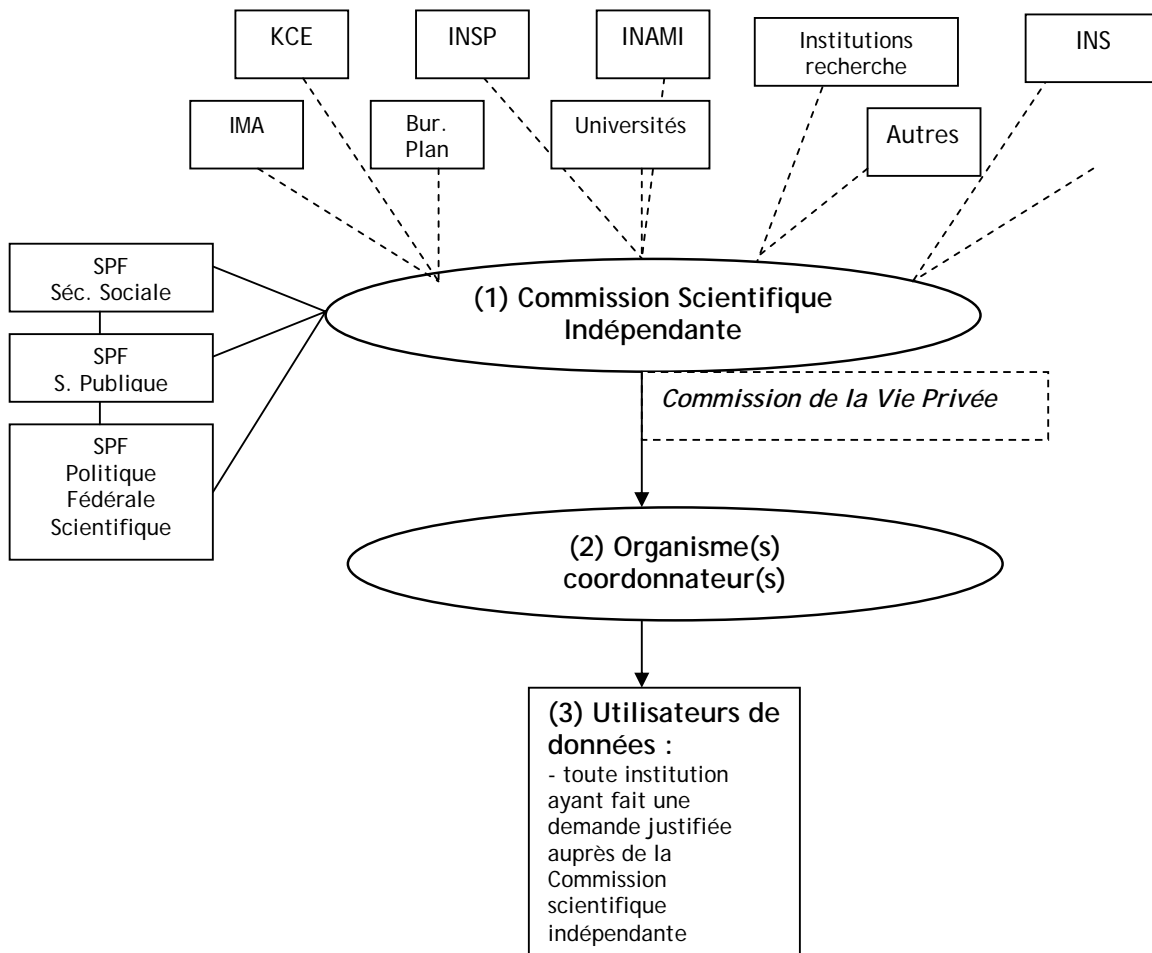 KCE
INSP
INAMI
Institutions
recherche
INS
IMA
Bur.
Plan
Universités
Autres
SPF
Séc. Sociale
SPF
S. Publique
SPF
Politique
Fédérale
Scientifique
(1) Commission Scientifique
Indépendante
Commission de la Vie Privée
(2) Organisme(s)
coordonnateur(s)
(3) Utilisateurs de
données :
- toute institution
ayant fait une
demande justifiée
auprès de la
Commission
scientifique
indépendante